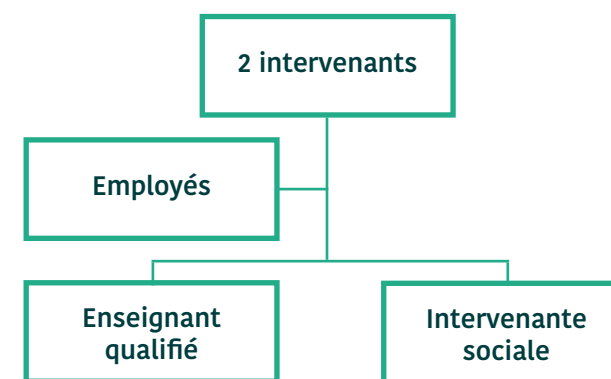 2 intervenants
Employés
Enseignant
qualifié
Intervenante
sociale